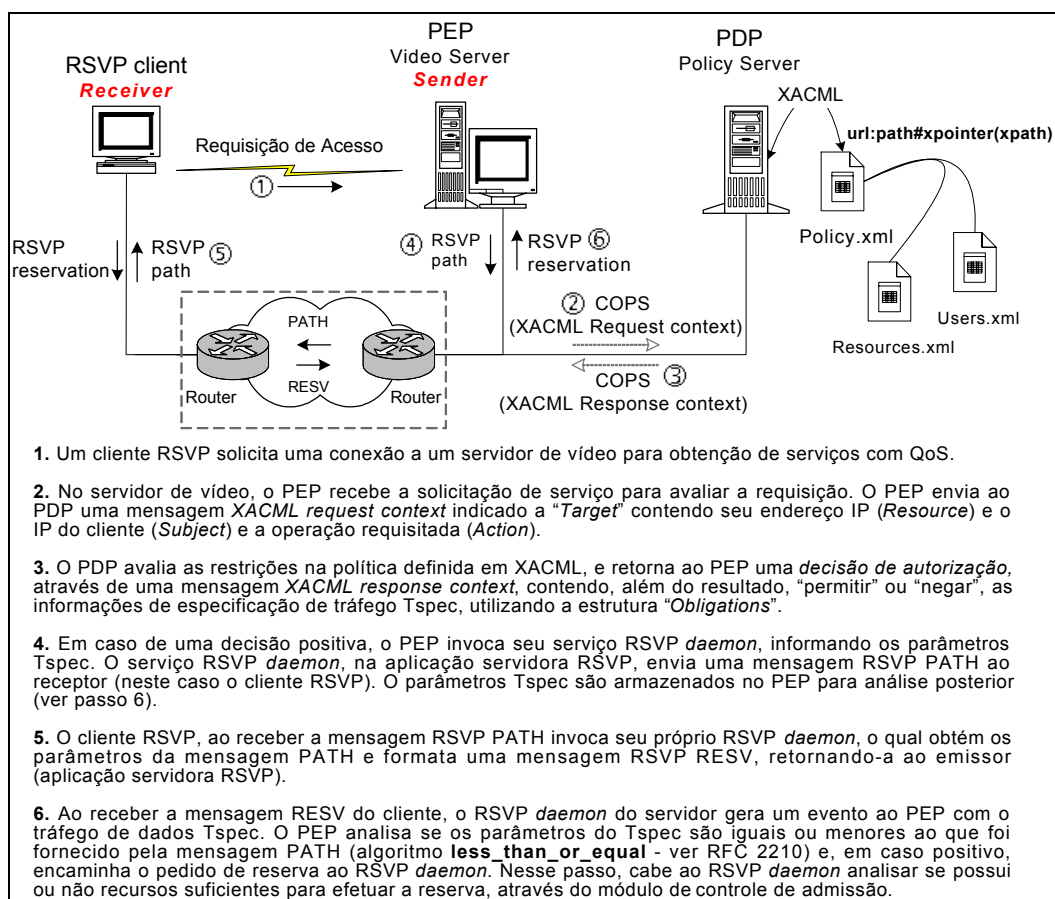 PEP
Video Server
Sender
PDP
Policy Server
RSVP client
Receiver
XACML
url:path#xpointer(xpath)
Requisição de Acesso
①
Policy.xml
Users.xml
Resources.xml
RSVP
reservation
RSVP
path
⑤
④ RSVP
path
RSVP ⑥
reservation
② COPS
(XACML Request context)
COPS ③
(XACML Response context)
PATH
RESV
Router
Router
1. Um cliente RSVP solicita uma conexão a um servidor de vídeo para obtenção de serviços com QoS.
2. No servidor de vídeo, o PEP recebe a solicitação de serviço para avaliar a requisição. O PEP envia ao
PDP uma mensagem XACML request context indicado a “Target” contendo seu endereço IP (Resource) e o
IP do cliente (Subject) e a operação requisitada (Action).
3. O PDP avalia as restrições na política definida em XACML, e retorna ao PEP uma decisão de autorização,
através de uma mensagem XACML response context, contendo, além do resultado, “permitir” ou “negar”, as
informações de especificação de tráfego Tspec, utilizando a estrutura “Obligations”.
4. Em caso de uma decisão positiva, o PEP invoca seu serviço RSVP daemon, informando os parâmetros
Tspec. O serviço RSVP daemon, na aplicação servidora RSVP, envia uma mensagem RSVP PATH ao
receptor (neste caso o cliente RSVP). O parâmetros Tspec são armazenados no PEP para análise posterior
(ver passo 6).
5. O cliente RSVP, ao receber a mensagem RSVP PATH invoca seu próprio RSVP daemon, o qual obtém os
parâmetros da mensagem PATH e formata uma mensagem RSVP RESV, retornando-a ao emissor
(aplicação servidora RSVP).
6. Ao receber a mensagem RESV do cliente, o RSVP daemon do servidor gera um evento ao PEP com o
tráfego de dados Tspec. O PEP analisa se os parâmetros do Tspec são iguais ou menores ao que foi
fornecido pela mensagem PATH (algoritmo less_than_or_equal - ver RFC 2210) e, em caso positivo,
encaminha o pedido de reserva ao RSVP daemon. Nesse passo, cabe ao RSVP daemon analisar se possui
ou não recursos suficientes para efetuar a reserva, através do módulo de controle de admissão.